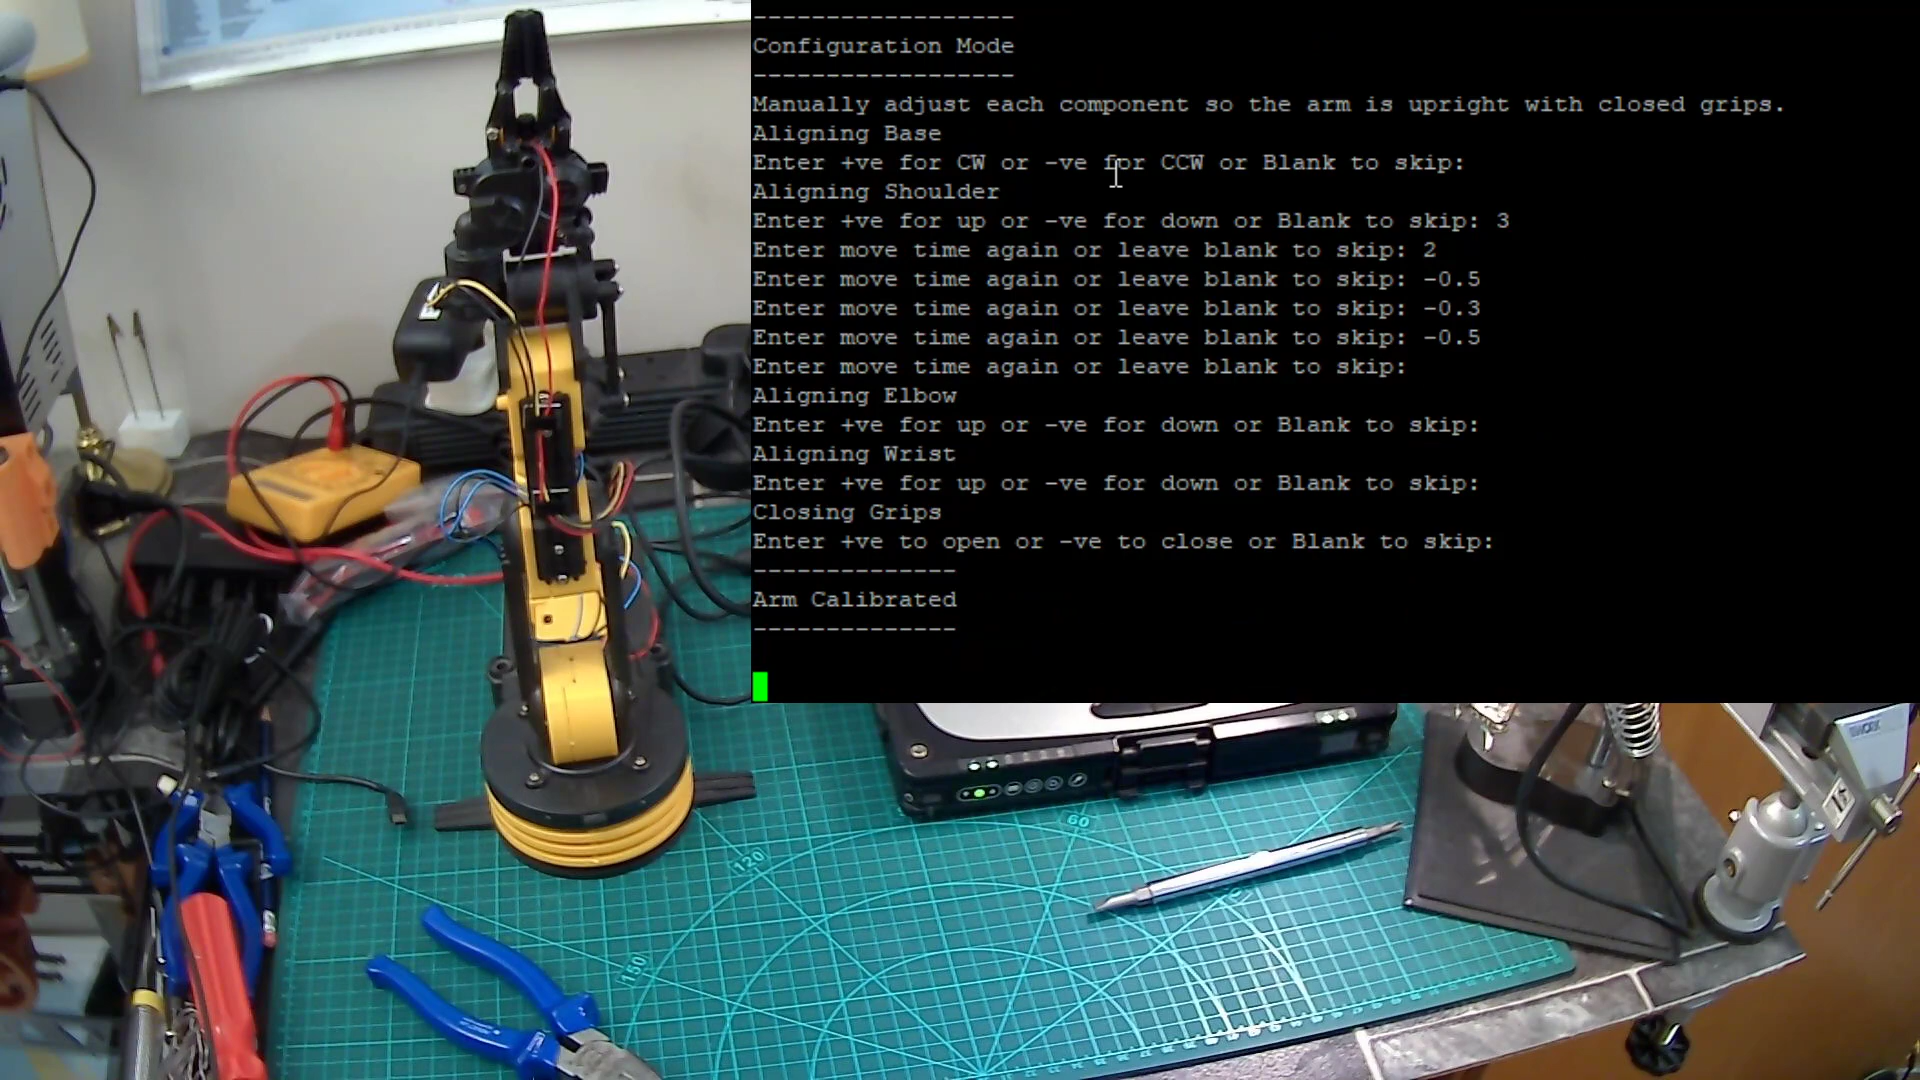 ------------------
Configuration Mode
------------------
Manually adjust each component so the arm is upright with closed grips.
Aligning Base
Enter +ve for CW or -ve for CCW or Blank to skip:
Aligning Shoulder
Enter +ve for up or -ve for down or Blank to skip: 3
Enter move time again or leave blank to skip: 2
Enter move time again or leave blank to skip: -0.5
Enter move time again or leave blank to skip: -0.3
Enter move time again or leave blank to skip: -0.5
Enter move time again or leave blank to skip:
Aligning Elbow
Enter +ve for up or -ve for down or Blank to skip:
Aligning Wrist
Enter +ve for up or -ve for down or Blank to skip:
Closing Grips
Enter +ve to open or -ve to close or Blank to skip:
--------------
Arm Calibrated
--------------
60
120
150